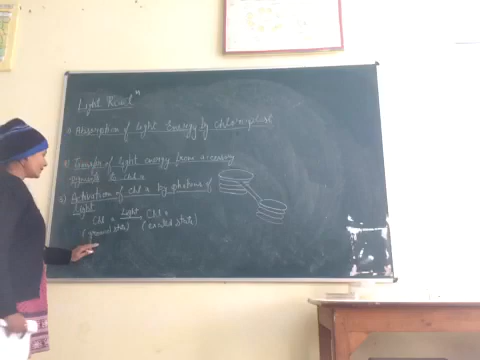 Light React^n
1) Absorption of light Energy by chloroplast
2) Transfer of light energy from accessory
pigments to chl a
3) Activation of chl a by photons of
light
Chl a Light Chl a
(ground state) (excited state)